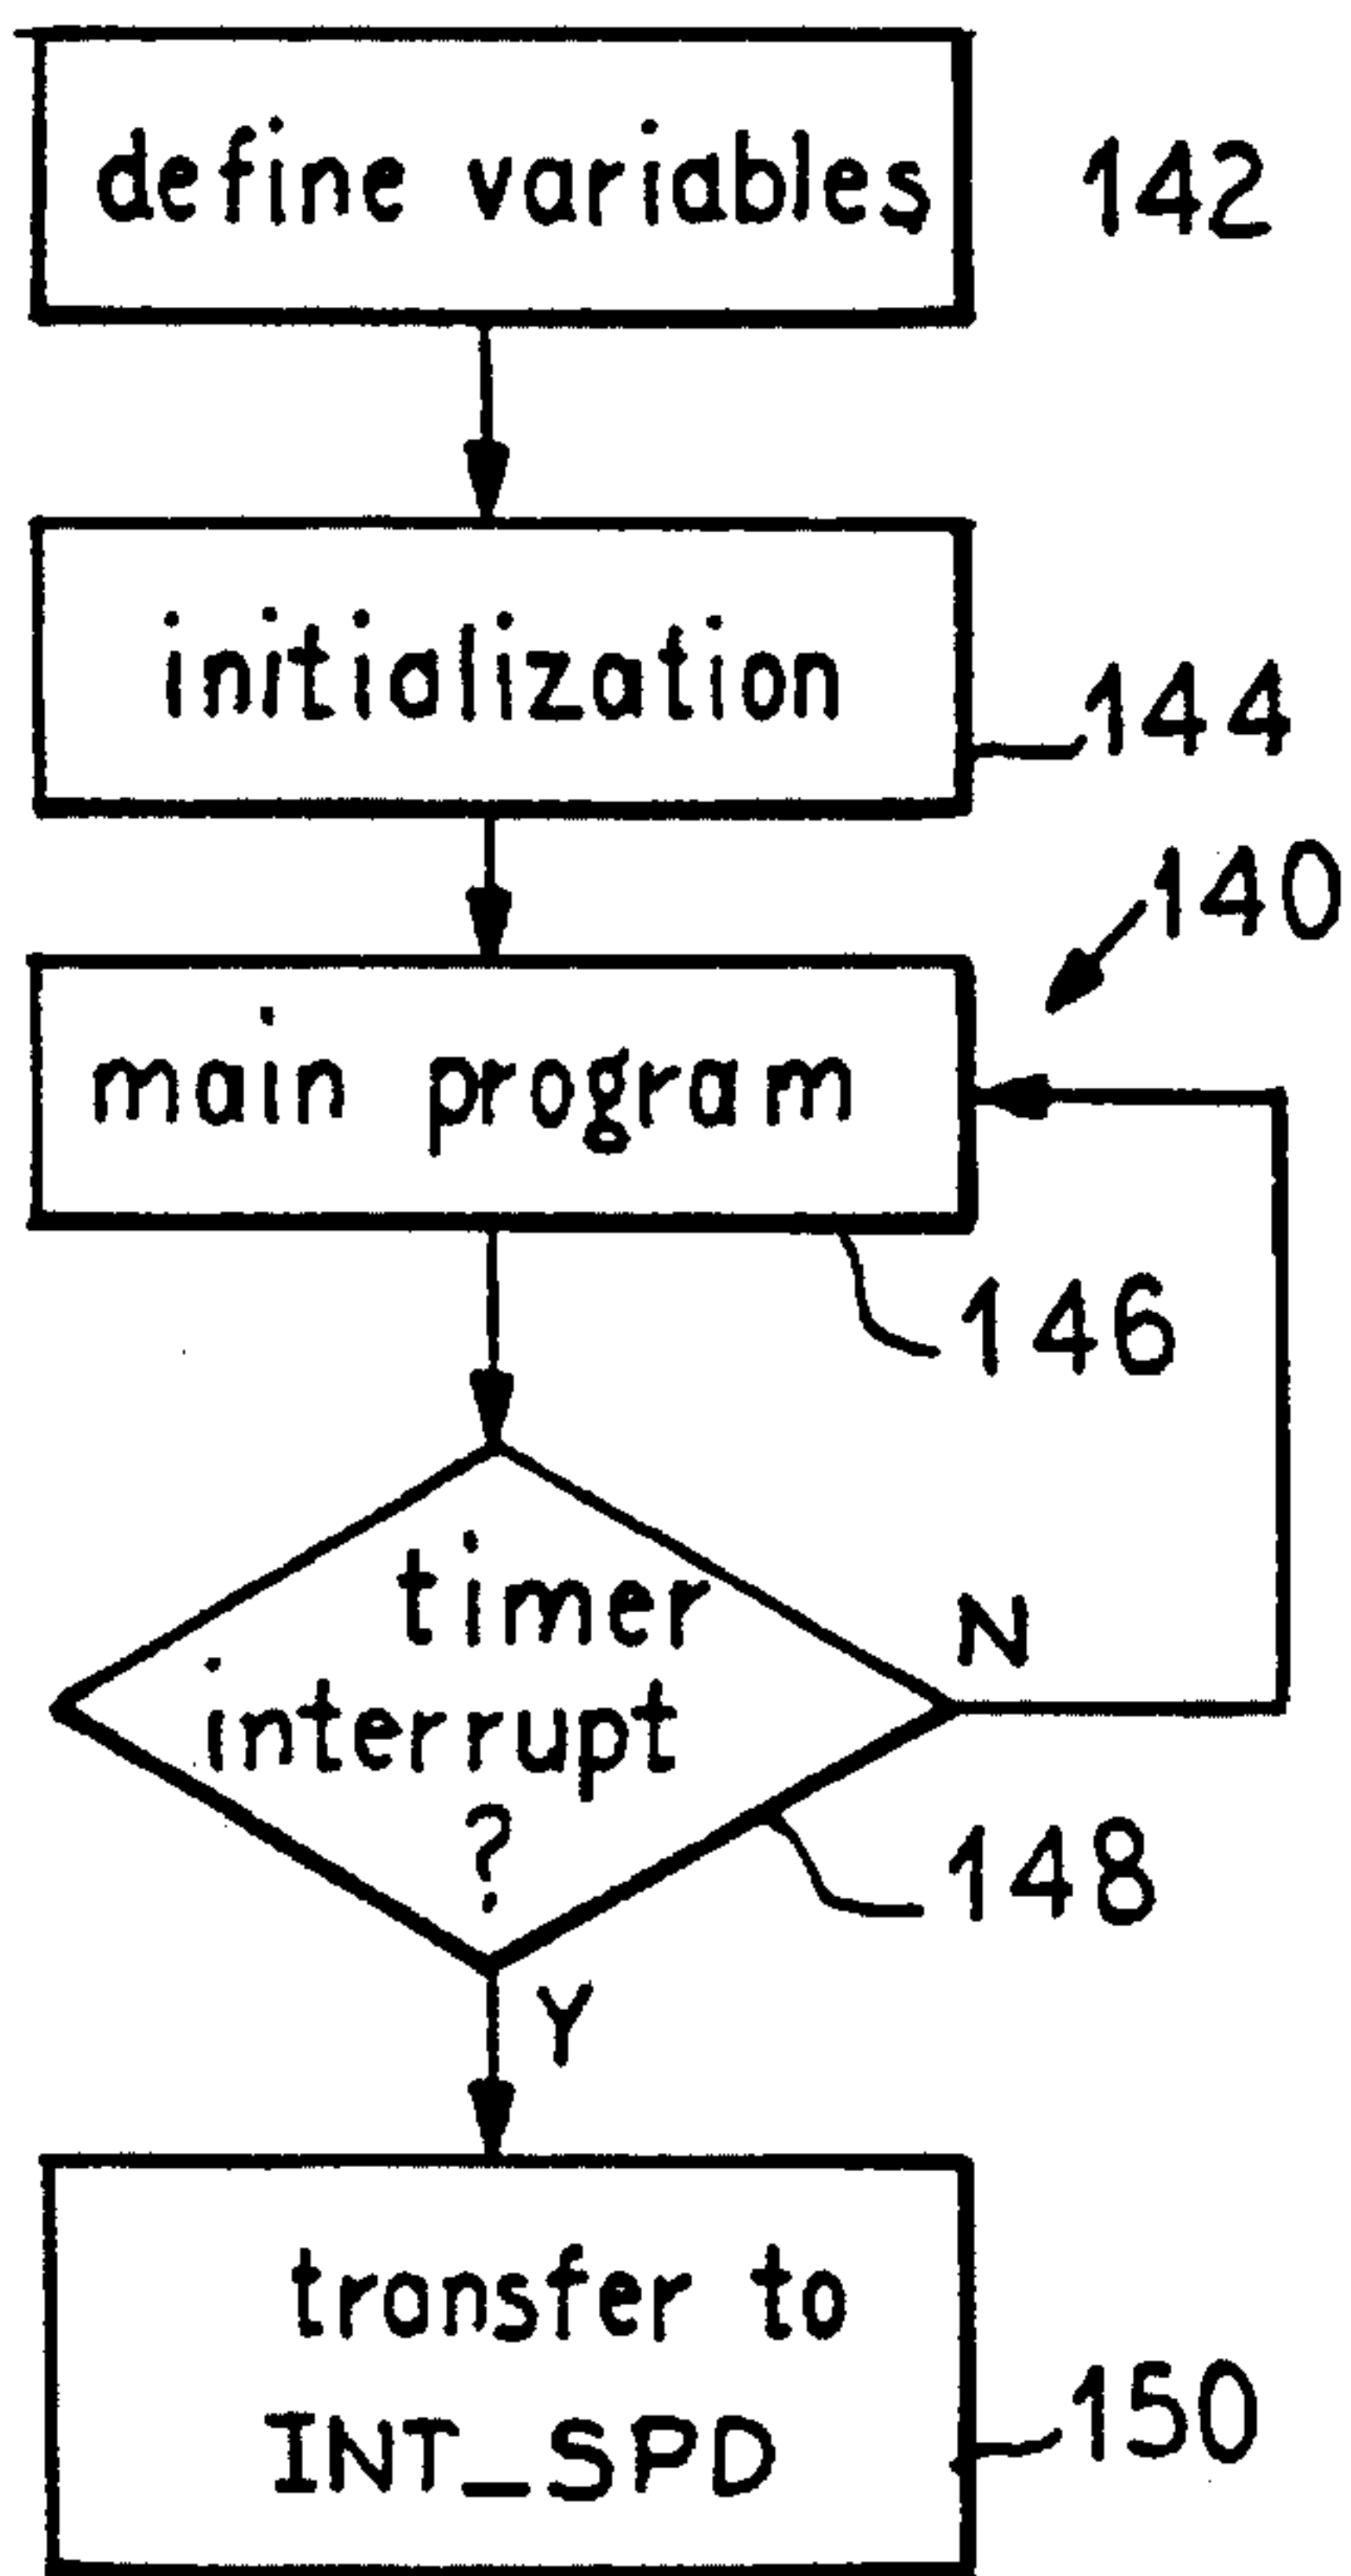 define variables
142
initialization
144
140
main program
146
timer
interrupt
?
N
148
Y
transfer to
INT_SPD
150